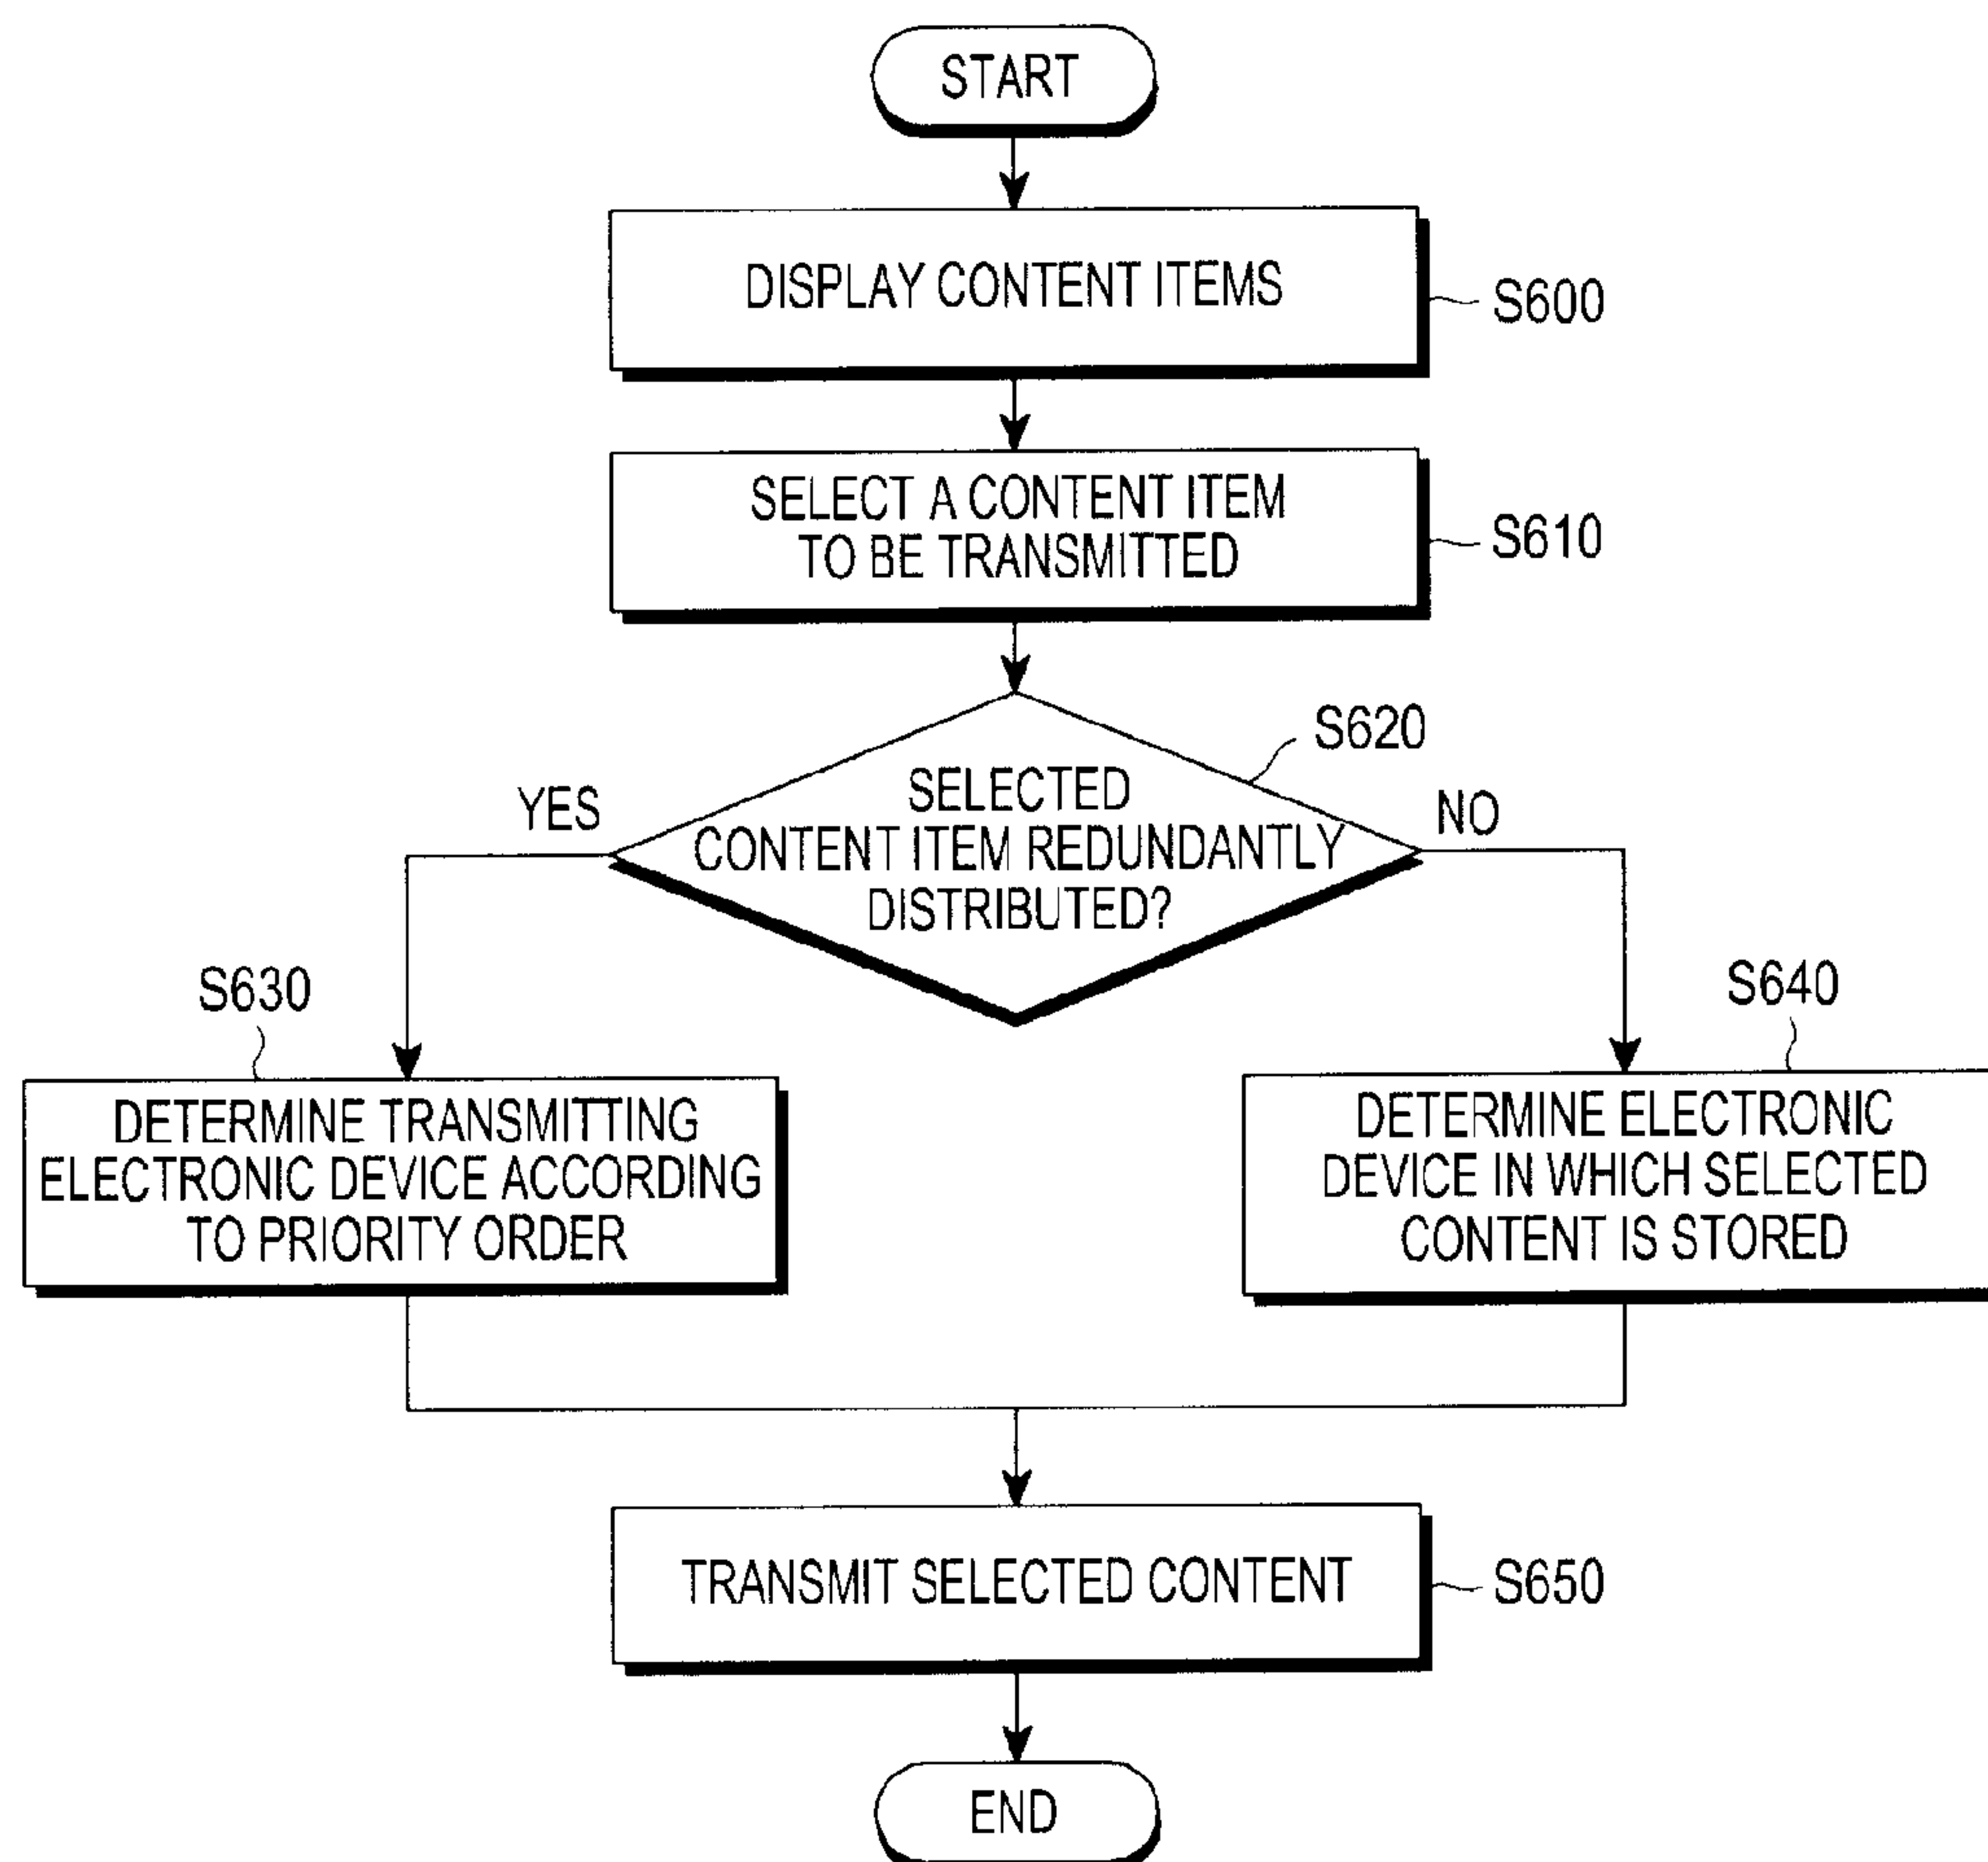 START
DISPLAY CONTENT ITEMS
S600
SELECT A CONTENT ITEM
TO BE TRANSMITTED
S610
S620
SELECTED
CONTENT ITEM REDUNDANTLY
DISTRIBUTED?
YES
NO
S630
DETERMINE TRANSMITTING
ELECTRONIC DEVICE ACCORDING
TO PRIORITY ORDER
S640
DETERMINE ELECTRONIC
DEVICE IN WHICH SELECTED
CONTENT IS STORED
TRANSMIT SELECTED CONTENT
S650
END